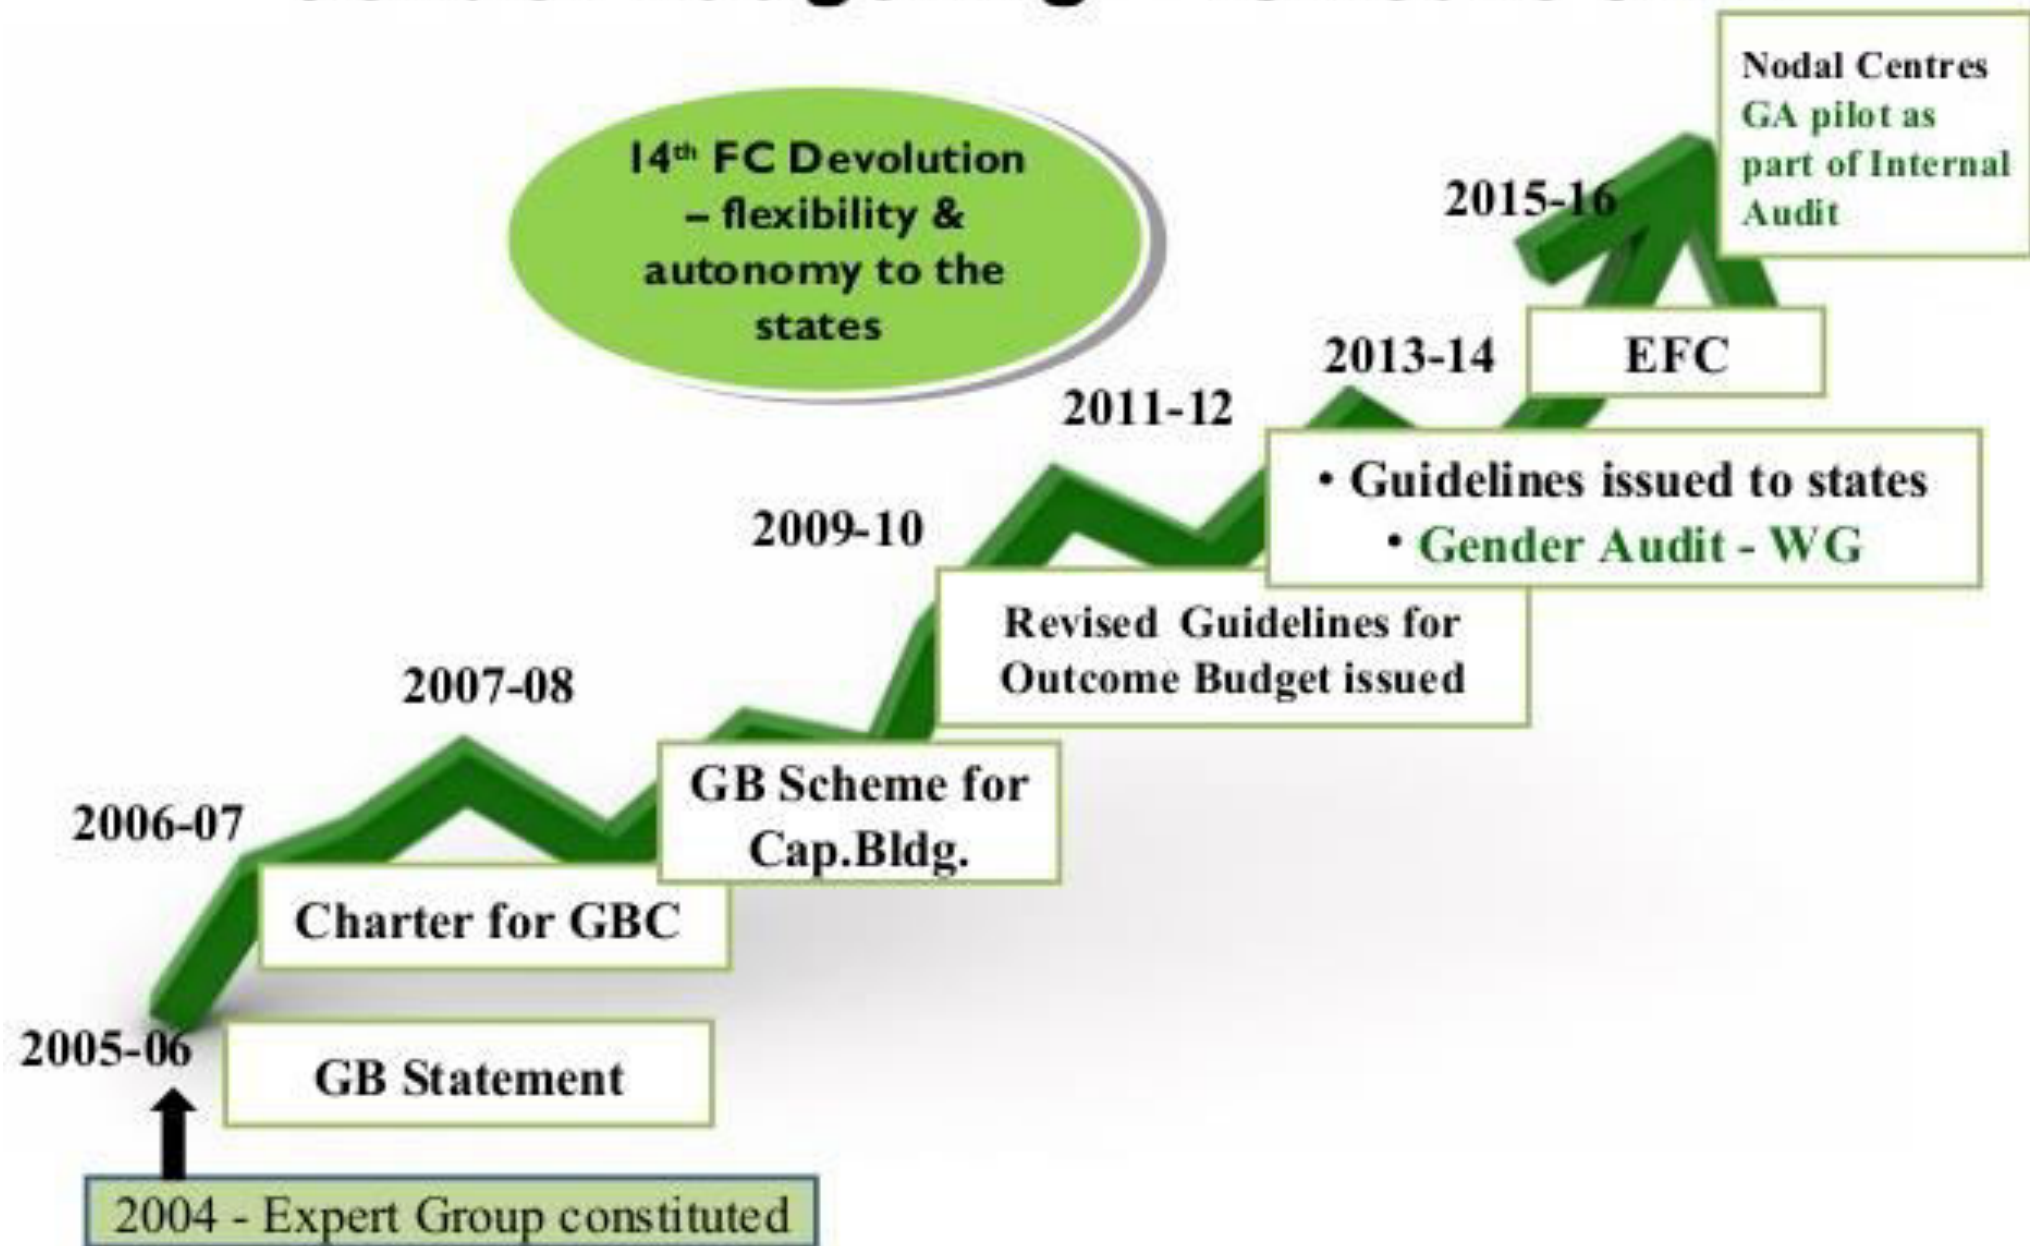 14th FC Devolution
– flexibility &
autonomy to the
states
Nodal Centres
GA pilot as
part of Internal
Audit
2015-16
EFC
2013-14
• Guidelines issued to states
• Gender Audit - WG
2011-12
Revised Guidelines for
Outcome Budget issued
2009-10
GB Scheme for
Cap.Bldg.
2007-08
Charter for GBC
2006-07
GB Statement
2005-06
2004 - Expert Group constituted